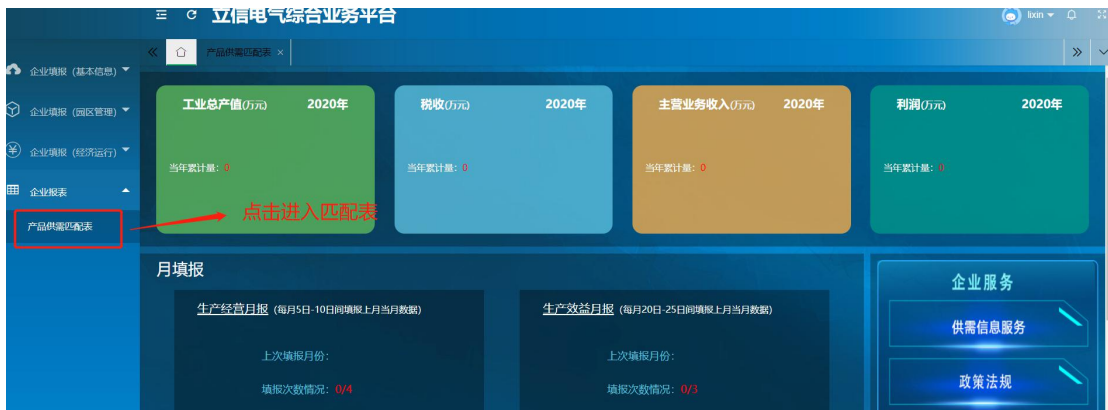 立信电气综合业务平台
lixin
产品供需匹配表 ×
企业填报 (基本信息)
企业填报 (园区管理)
企业填报 (经济运行)
企业报表
产品供需匹配表
点击进入匹配表
工业总产值(万元) 2020年
当年累计量: 0
税收(万元) 2020年
当年累计量: 0
主营业务收入(万元) 2020年
当年累计量: 0
利润(万元) 2020年
当年累计量: 0
月填报
生产经营月报 (每月5日-10日间填报上月当月数据)
上次填报月份:
填报次数情况: 0/4
生产效益月报 (每月20日-25日间填报上月当月数据)
上次填报月份:
填报次数情况: 0/3
企业服务
供需信息服务
政策法规